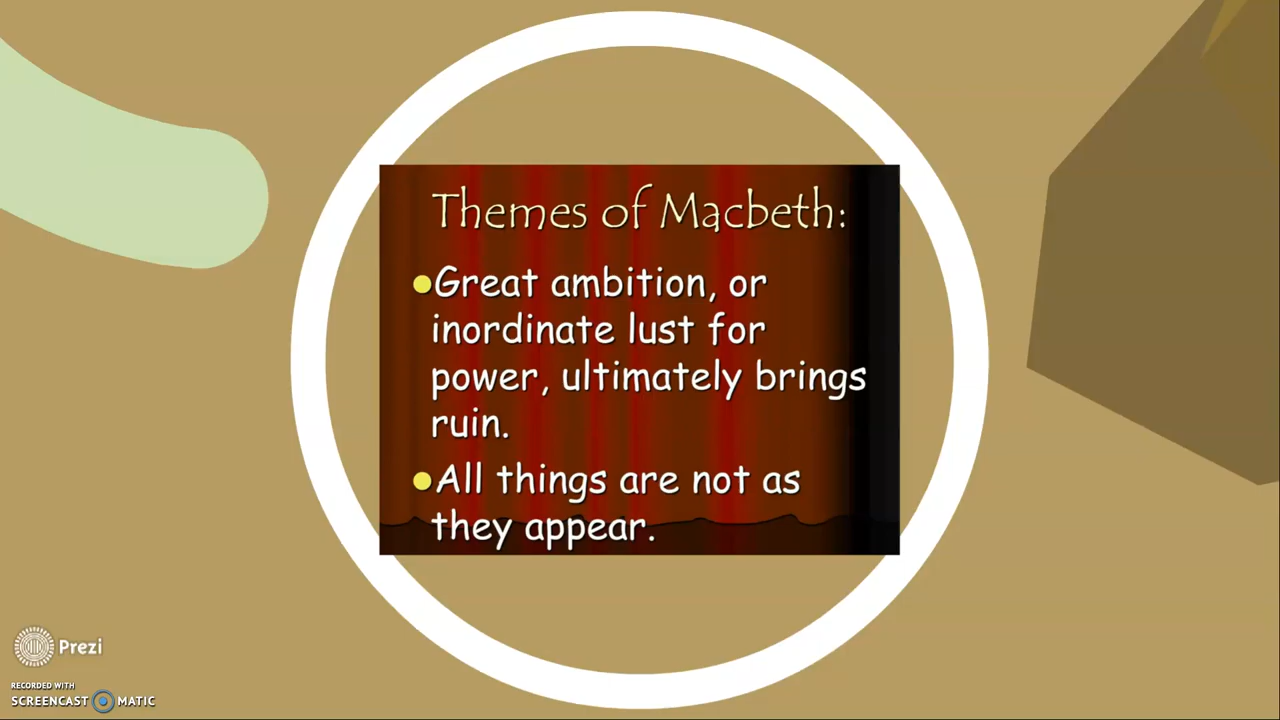 Themes of Macbeth:
●Great ambition, or
inordinate lust for
power, ultimately brings
ruin.
●All things are not as
they appear.
Prezi
RECORDED WITH
SCREENCAST MATIC